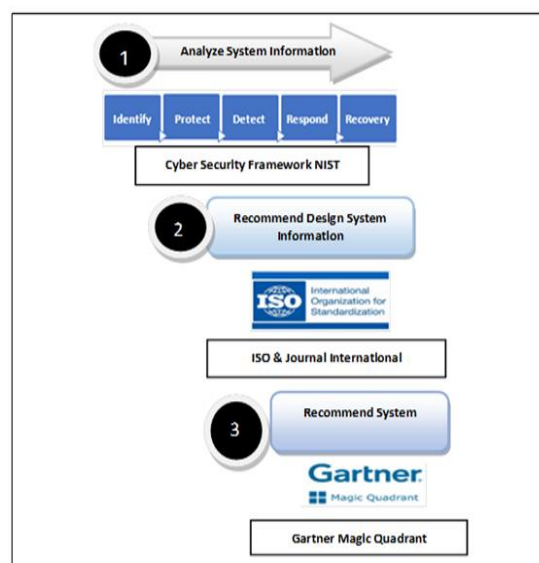 1
Analyze System Information
Identify Protect Detect Respond Recovery
Cyber Security Framework NIST
2
Recommend Design System
Information
ISO
International
Organization for
Standardization
ISO & Journal International
3
Recommend System
Gartner
Magic Quadrant
Gartner Magic Quadrant